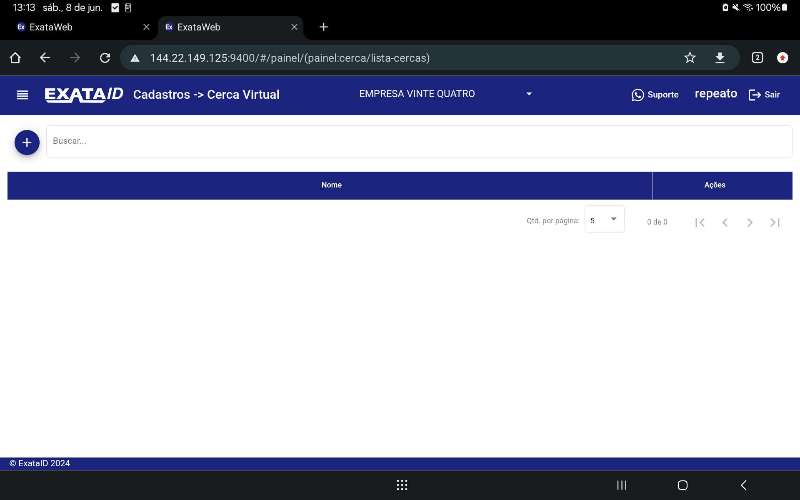 13:13 sáb., 8 de jun. 100%
Ex ExataWeb
Ex ExataWeb
144.22.149.125:9400/#/painel/(painel:cerca/lista-cercas) 2
EXATAID Cadastros -> Cerca Virtual EMPRESA VINTE QUATRO Suporte repeato Sair
Buscar...
Nome Ações
Qtd. por página: 5 0 de 0
© ExataID 2024